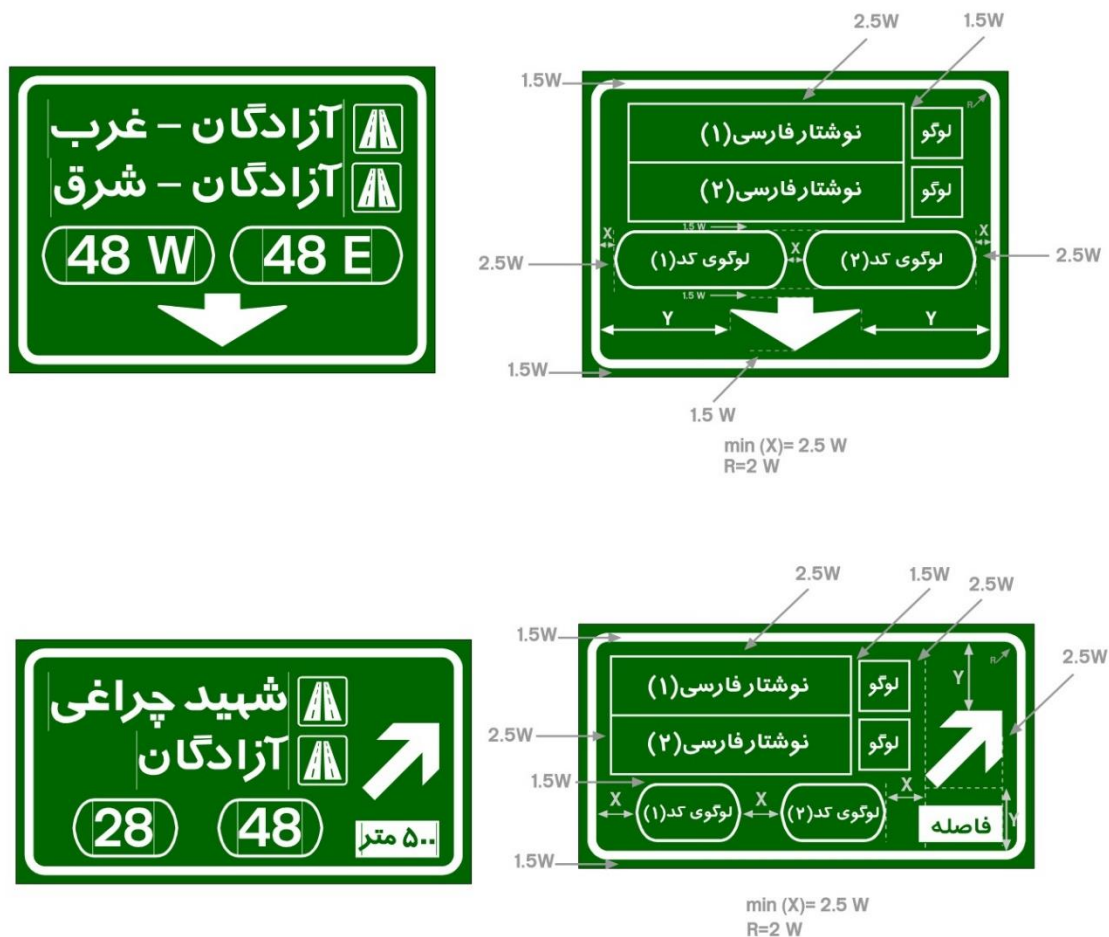 آزادگان – غرب
آزادگان – شرق
48 W
48 E
2.5W
1.5W
1.5W
R
نوشتار فارسی(۱)
لوگو
نوشتار فارسی(۲)
لوگو
1.5 W
X
X
X
2.5W
لوگوی کد(۱)
لوگوی کد(۲)
2.5W
1.5 W
Y
Y
1.5W
1.5 W
min (X)= 2.5 W
R=2 W
شهید چراغی
آزادگان
28
48
۵۰۰ متر
2.5W
1.5W
2.5W
1.5W
2.5W
R
Y
نوشتار فارسی(۱)
لوگو
2.5W
نوشتار فارسی(۲)
لوگو
1.5W
X
X
X
لوگوی کد(۱)
لوگوی کد(۲)
فاصله
Y
1.5W
min (X)= 2.5 W
R=2 W